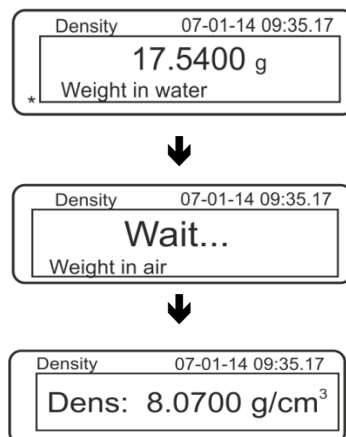 Density 07-01-14 09:35.17
17.5400 g
* Weight in water
Density 07-01-14 09:35.17
Wait...
Weight in air
Density 07-01-14 09:35.17
Dens: 8.0700 g/cm³